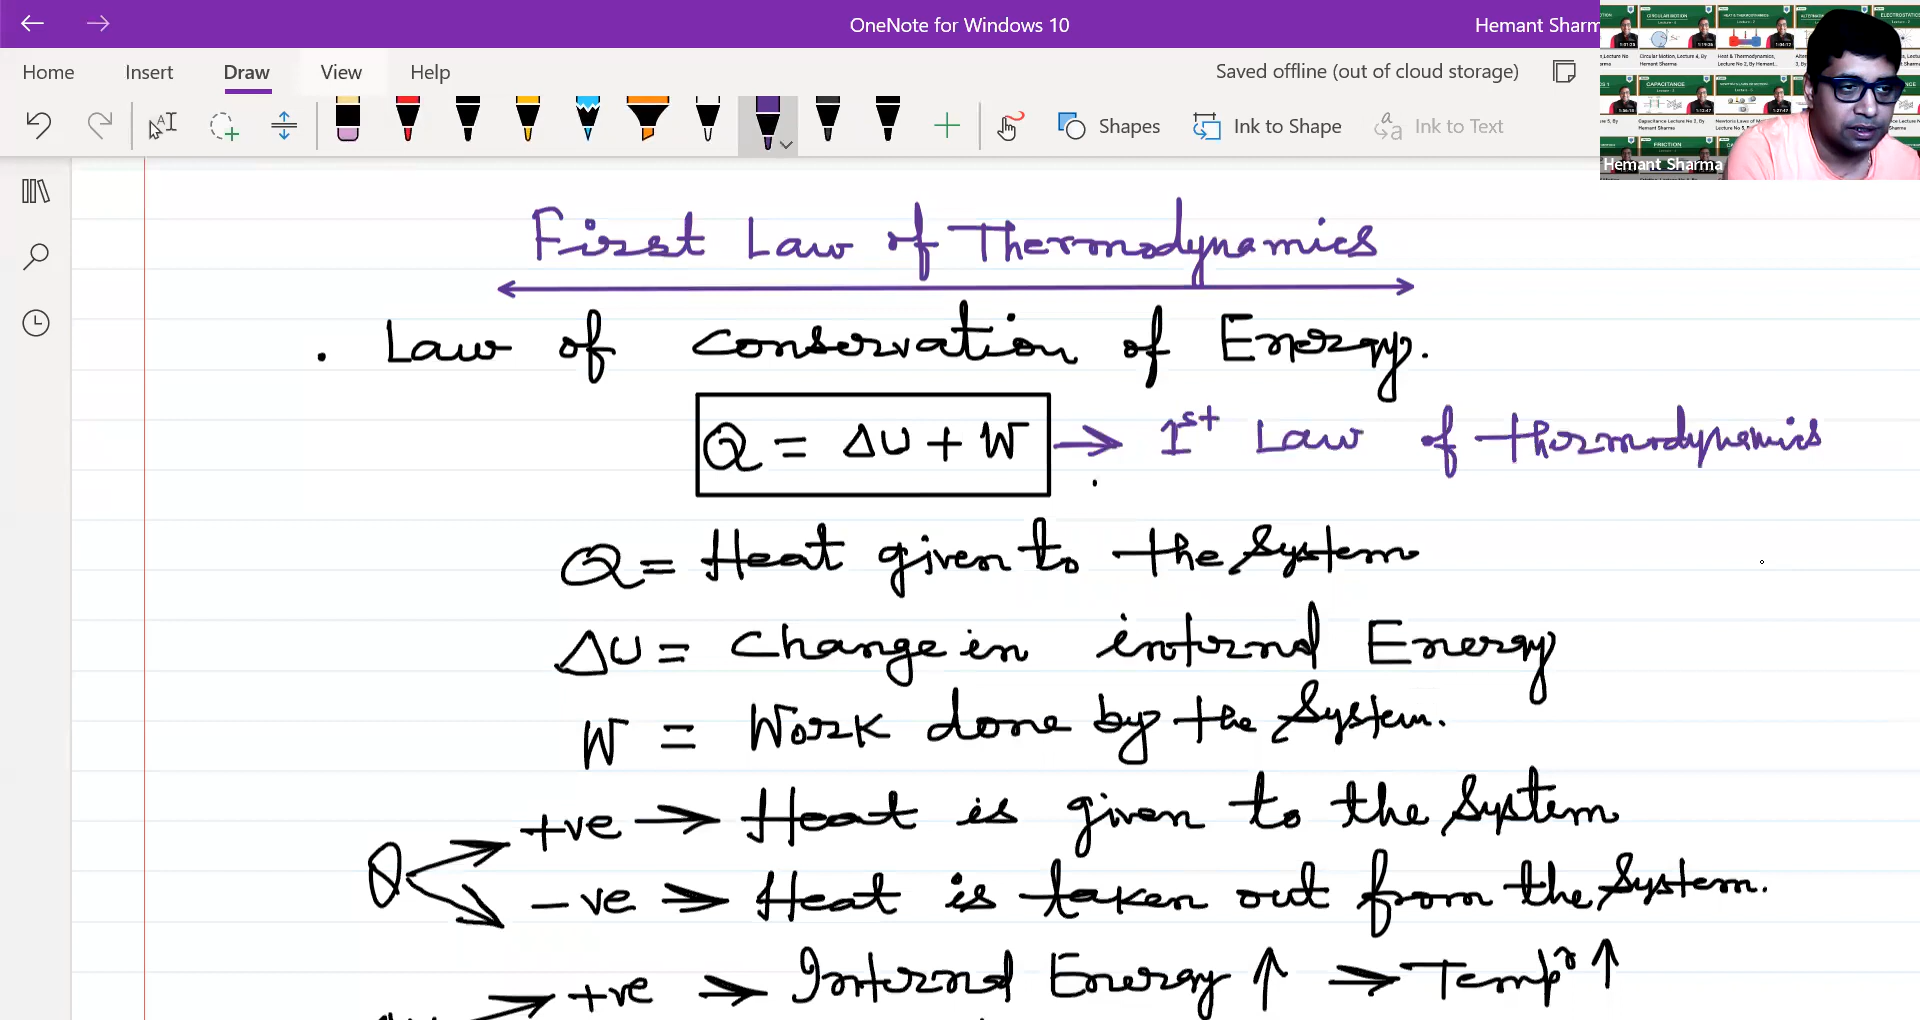 OneNote for Windows 10
Hemant Sharm
Home Insert Draw View Help
Saved offline (out of cloud storage)
Shapes Ink to Shape Ink to Text
Hemant Sharma
First Law of Thermodynamics
. Law of conservation of Energy.
Q = ΔU + W → Ist Law of thermodynamics
Q = Heat given to the System
ΔU = Change in internal Energy
W = Work done by the System.
Q
+ve → Heat is given to the System
-ve → Heat is taken out from the System.
+ve → Internal Energy ↑ → Tempr ↑